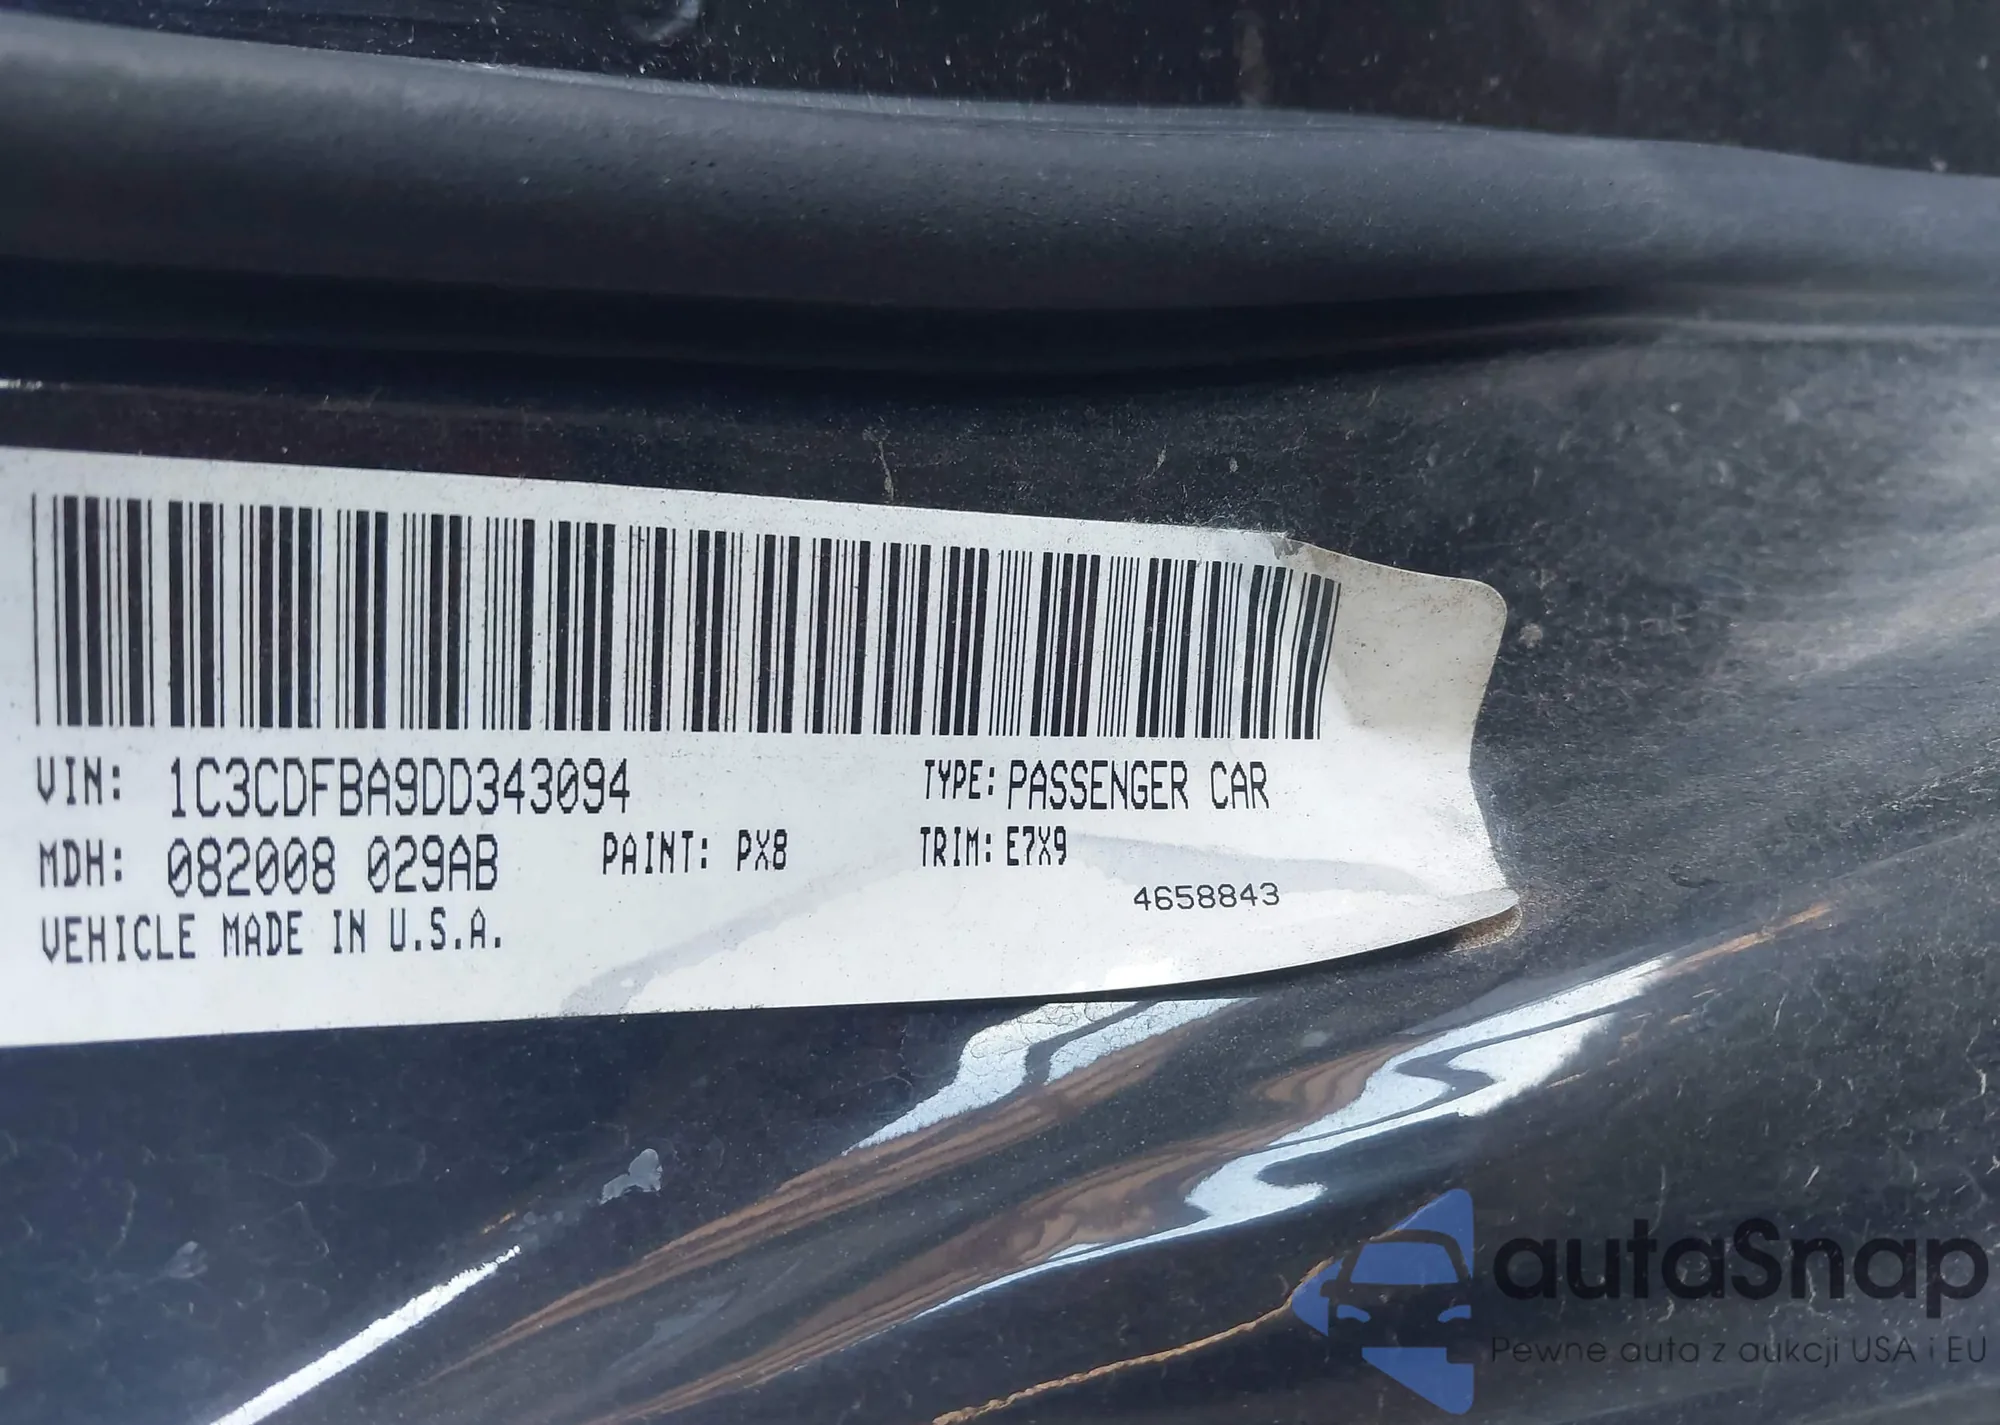 VIN: 1C3CDFBA9DD343094 TYPE: PASSENGER CAR
MDH: 082008 029AB PAINT: PX8 TRIM: E7X9
4658843
VEHICLE MADE IN U.S.A.
autaSnap
Pewne auta z aukcji USA i EU